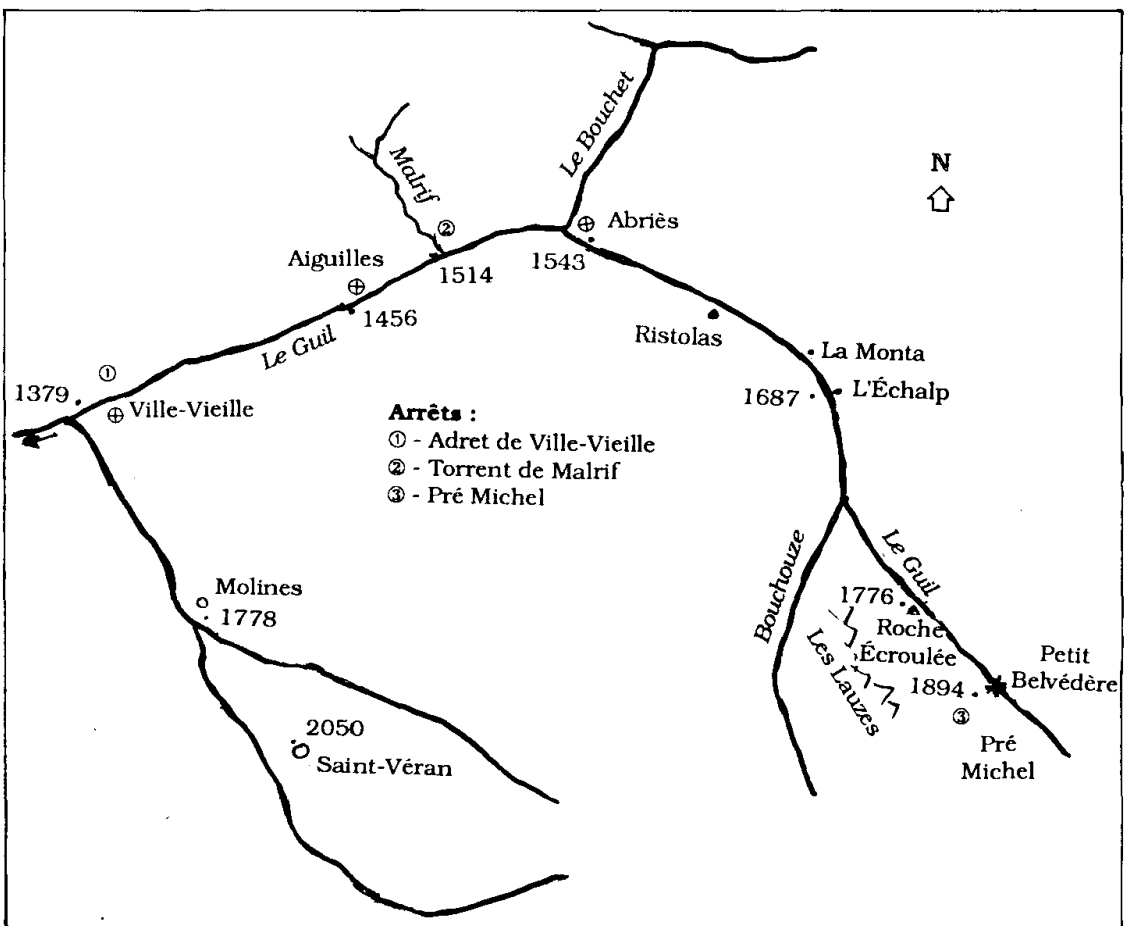 Le Bouchet
N
Malrif
②
Abriès
Aiguilles
1514
1543
1456
Le Guil
Ristolas
La Monta
①
1379
Ville-Vieille
1687
L'Échalp
Arrêts :
① - Adret de Ville-Vieille
② - Torrent de Malrif
③ - Pré Michel
Bouchouze
Le Guil
Molines
1778
1776
Roche
Écroulée
Les Lauzes
Petit
Belvédère
1894
③
Pré
Michel
2050
Saint-Véran